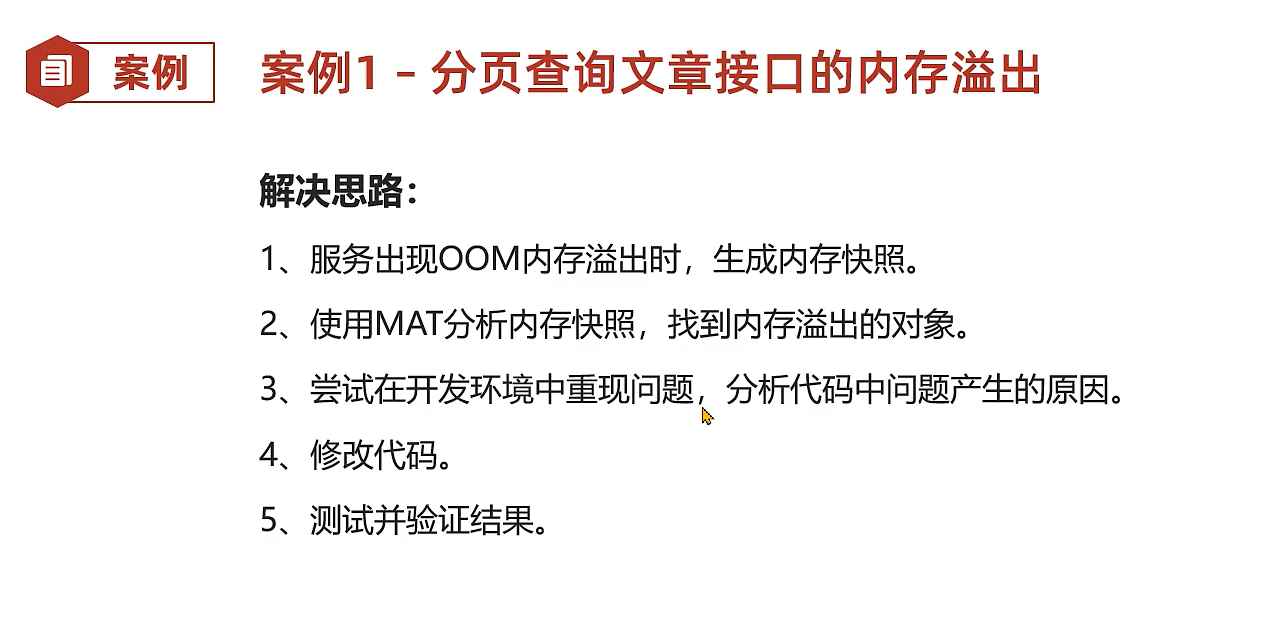 案例
案例1 – 分页查询文章接口的内存溢出
解决思路：
1、服务出现OOM内存溢出时，生成内存快照。
2、使用MAT分析内存快照，找到内存溢出的对象。
3、尝试在开发环境中重现问题，分析代码中问题产生的原因。
4、修改代码。
5、测试并验证结果。